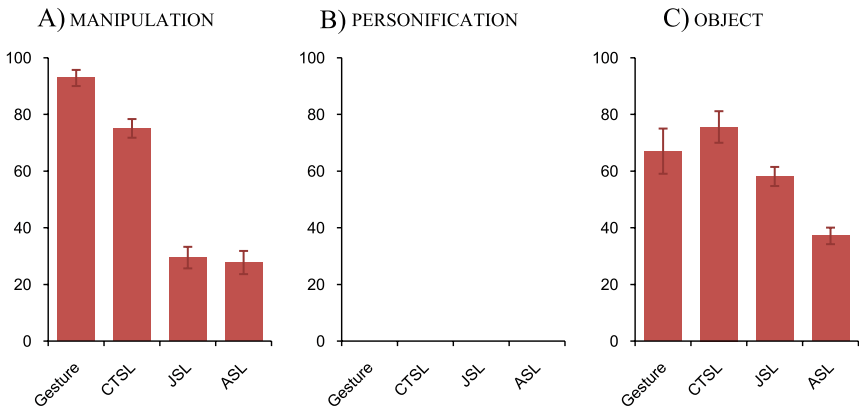 A) MANIPULATION
100
80
60
40
20
0
Gesture
CTSL
JSL
ASL
B) PERSONIFICATION
100
80
60
40
20
0
Gesture
CTSL
JSL
ASL
C) OBJECT
100
80
60
40
20
0
Gesture
CTSL
JSL
ASL